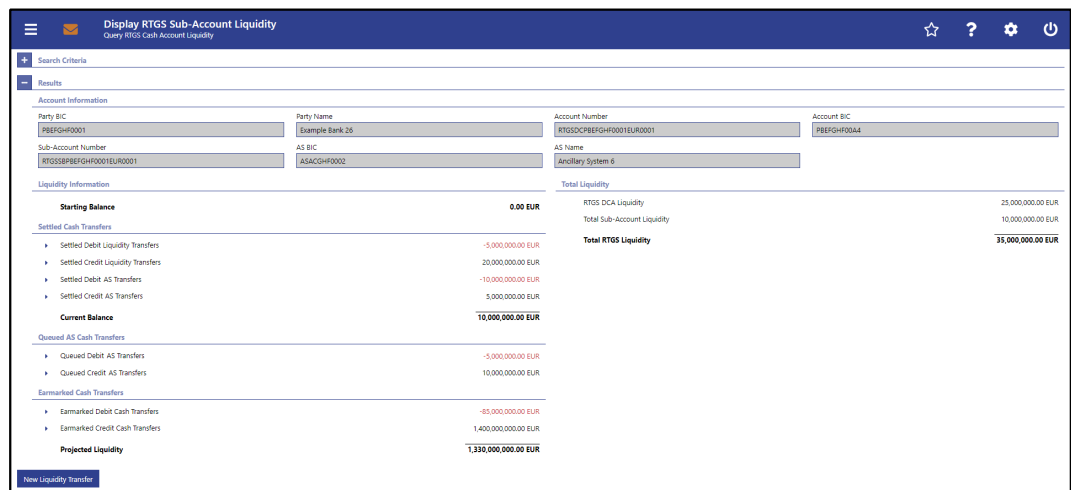 Display RTGS Sub-Account Liquidity
Query RTGS Cash Account Liquidity
?
+ Search Criteria
− Results
Account Information
Party BIC Party Name Account Number Account BIC
PBEFGHF0001 Example Bank 26 RTGSDCPBEFGHF0001EUR0001 PBEFGHF00A4
Sub-Account Number AS BIC AS Name
RTGSSBPBEFGHF0001EUR0001 ASACGHF0002 Ancillary System 6
Liquidity Information
Starting Balance 0.00 EUR
Settled Cash Transfers
Settled Debit Liquidity Transfers -5,000,000.00 EUR
Settled Credit Liquidity Transfers 20,000,000.00 EUR
Settled Debit AS Transfers -10,000,000.00 EUR
Settled Credit AS Transfers 5,000,000.00 EUR
Current Balance 10,000,000.00 EUR
Queued AS Cash Transfers
Queued Debit AS Transfers -5,000,000.00 EUR
Queued Credit AS Transfers 10,000,000.00 EUR
Earmarked Cash Transfers
Earmarked Debit Cash Transfers -85,000,000.00 EUR
Earmarked Credit Cash Transfers 1,400,000,000.00 EUR
Projected Liquidity 1,330,000,000.00 EUR
Total Liquidity
RTGS DCA Liquidity 25,000,000.00 EUR
Total Sub-Account Liquidity 10,000,000.00 EUR
Total RTGS Liquidity 35,000,000.00 EUR
New Liquidity Transfer